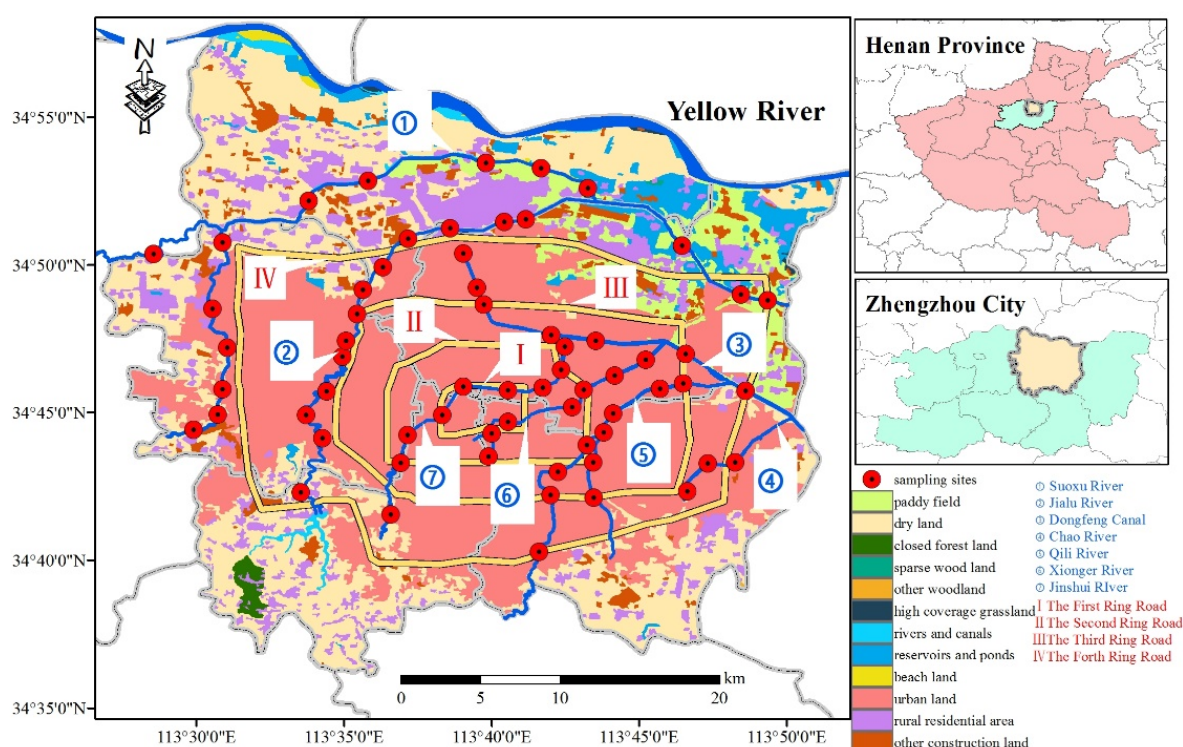 N
Yellow River
①
Ⅳ
Ⅲ
Ⅱ
Ⅰ
②
③
④
⑤
⑥
⑦
34°55'0"N
34°50'0"N
34°45'0"N
34°40'0"N
34°35'0"N
113°30'0"E
113°35'0"E
113°40'0"E
113°45'0"E
113°50'0"E
km
0
5
10
20
Henan Province
Zhengzhou City
sampling sites
paddy field
dry land
closed forest land
sparse wood land
other woodland
high coverage grassland
rivers and canals
reservoirs and ponds
beach land
urban land
rural residential area
other construction land
Suoxu River
Jialu River
Dongfeng Canal
④ Chao River
Qili River
⑥ Xionger River
Jinshui RIver
Ⅰ The First Ring Road
Ⅱ The Second Ring Road
Ⅲ The Third Ring Road
Ⅳ The Forth Ring Road